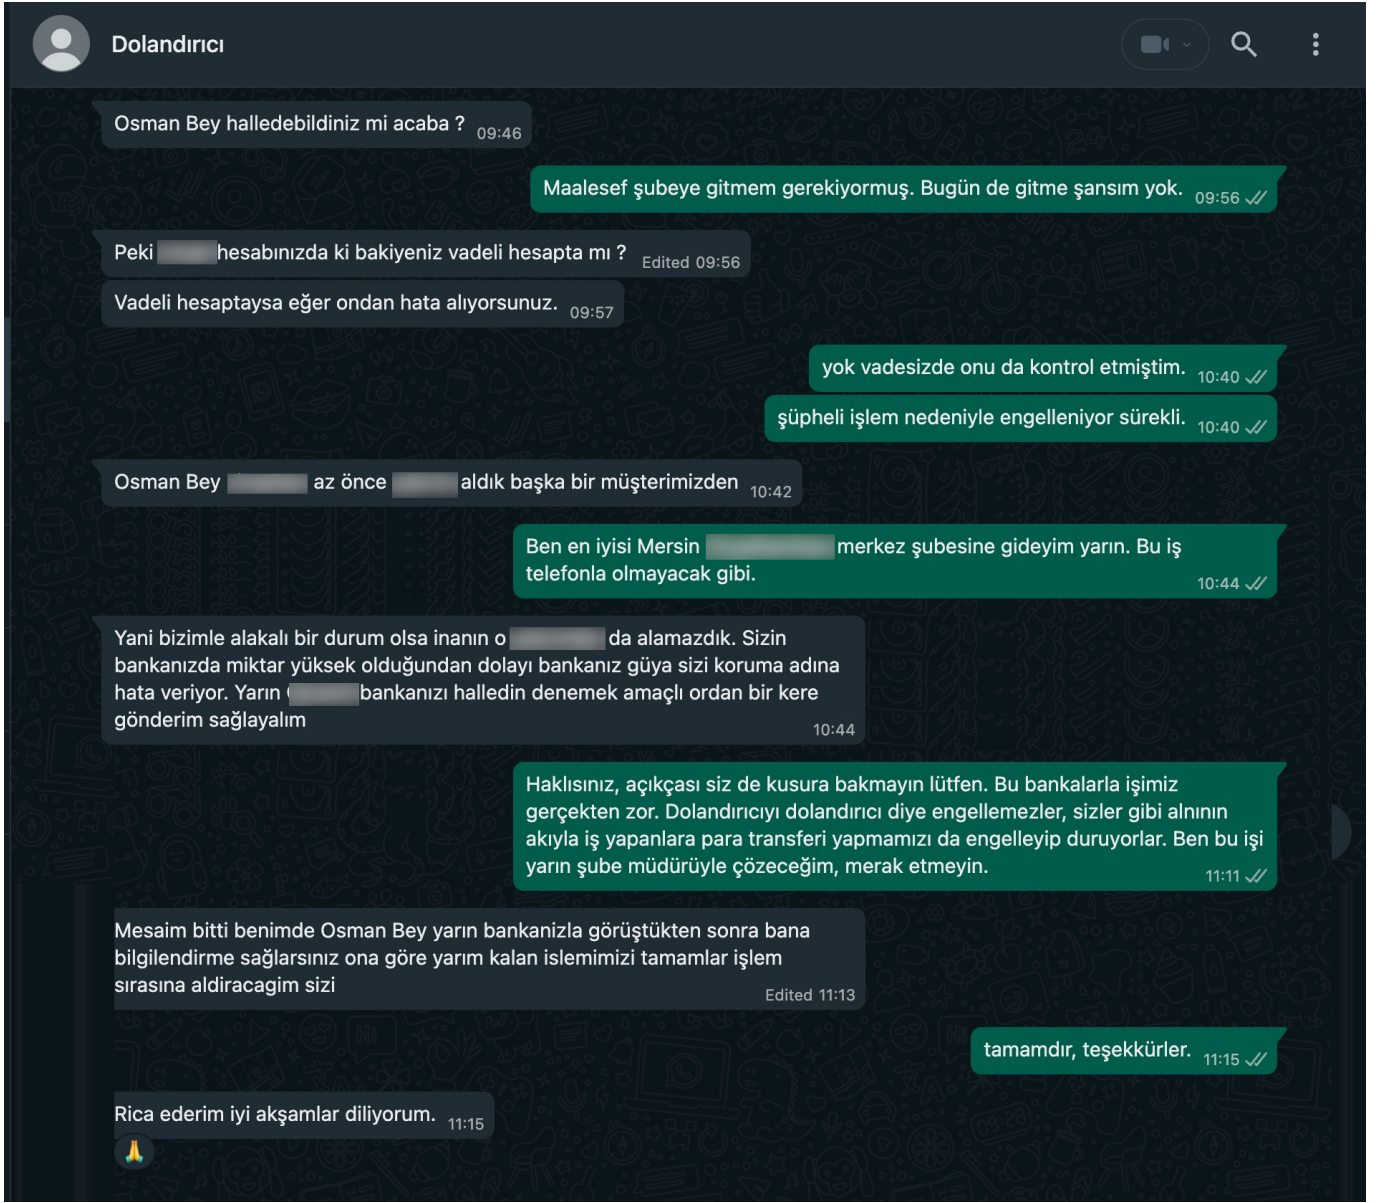 Dolandırıcı
Osman Bey halledebildiniz mi acaba ? 09:46
Maalesef şubeye gitmem gerekiyormuş. Bugün de gitme şansım yok. 09:56
Peki hesabınızda ki bakiyeniz vadeli hesapta mı ? Edited 09:56
Vadeli hesaptaysa eğer ondan hata alıyorsunuz. 09:57
yok vadesizde onu da kontrol etmiştim. 10:40
şüpheli işlem nedeniyle engelleniyor sürekli. 10:40
Osman Bey az önce aldık başka bir müşterimizden 10:42
Ben en iyisi Mersin merkez şubesine gideyim yarın. Bu iş
telefonla olmayacak gibi. 10:44
Yani bizimle alakalı bir durum olsa inanın o da alamazdık. Sizin
bankanızda miktar yüksek olduğundan dolayı bankanız güya sizi koruma adına
hata veriyor. Yarın bankanızı halledin denemek amaçlı ordan bir kere
gönderim sağlayalım 10:44
Haklısınız, açıkçası siz de kusura bakmayın lütfen. Bu bankalarla işimiz
gerçekten zor. Dolandırıcıyı dolandırıcı diye engellemezler, sizler gibi alnının
akıyla iş yapanlara para transferi yapmamızı da engelleyip duruyorlar. Ben bu işi
yarın şube müdürüyle çözeceğim, merak etmeyin. 11:11
Mesaim bitti benimde Osman Bey yarın bankanizla görüştükten sonra bana
bilgilendirme sağlarsınız ona göre yarım kalan islemimizi tamamlar işlem
sırasına aldiracagim sizi Edited 11:13
tamamdır, teşekkürler. 11:15
Rica ederim iyi akşamlar diliyorum. 11:15